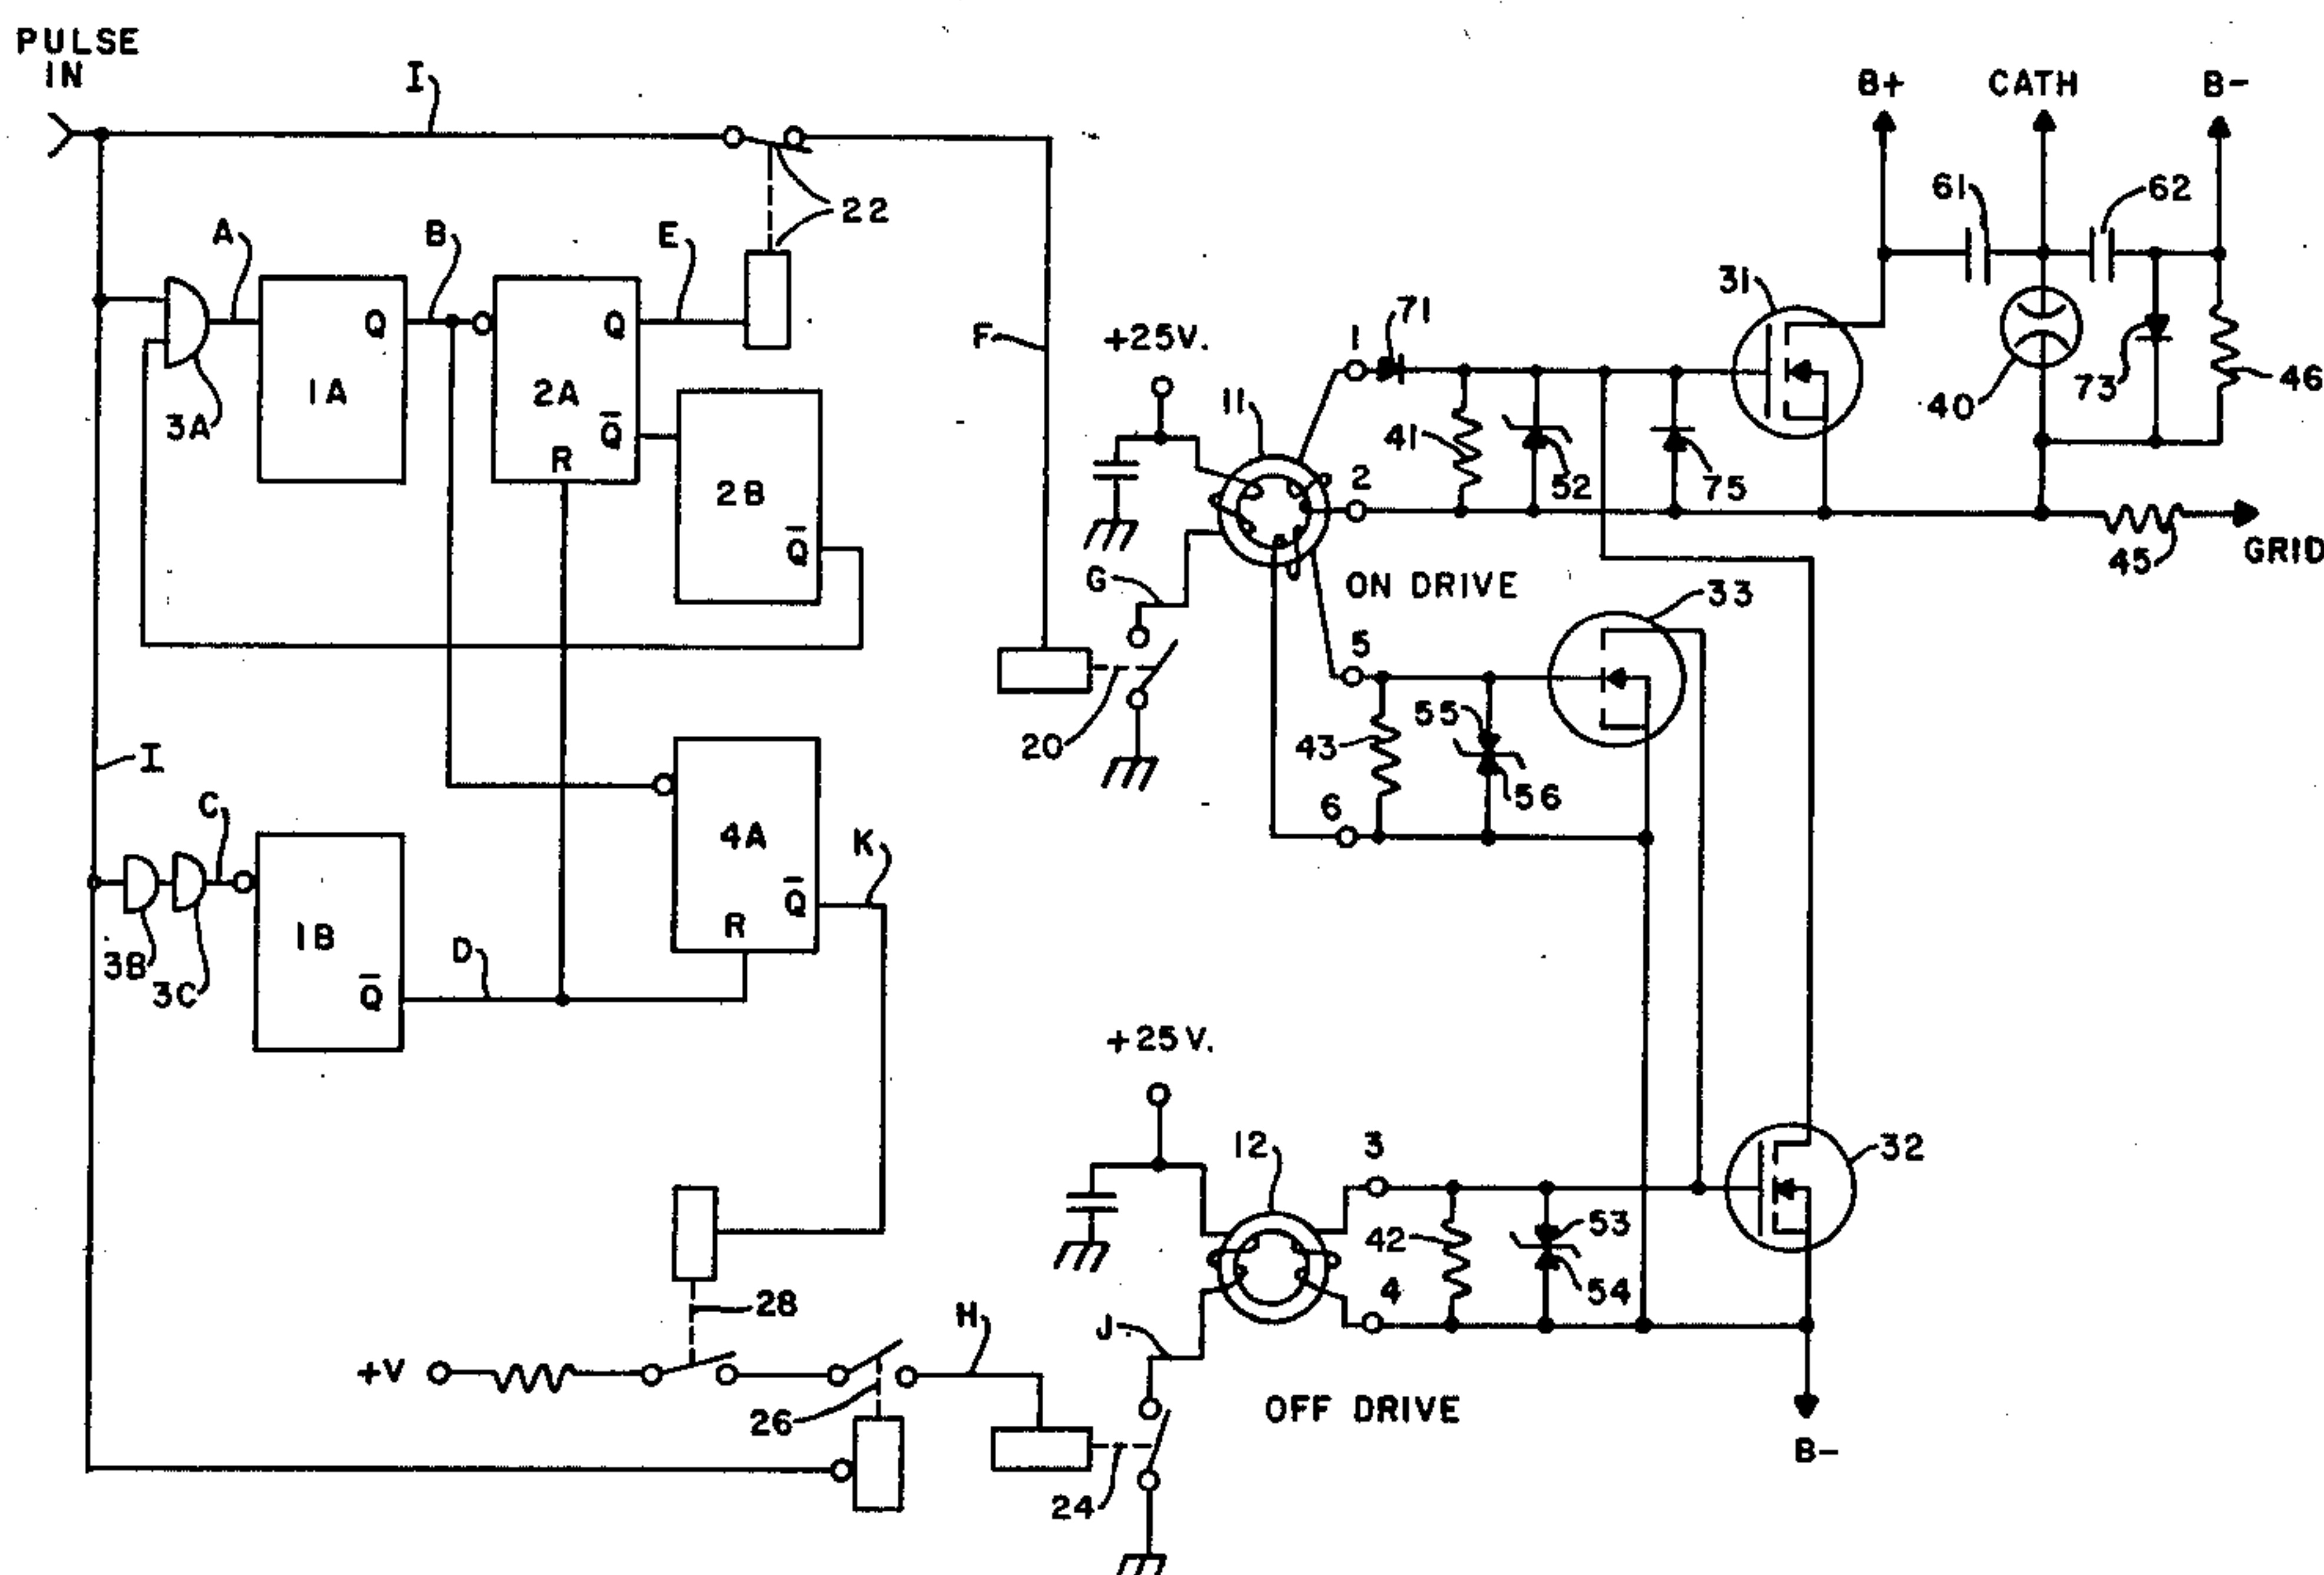 PULSE
IN
I
B+
CATH
B-
61
62
22
A
B
E
31
71
F
+25V.
1
Q
Q
11
73
46
40
3A
1A
2A
Q̄
41
R
2B
2
52
75
Q̄
G
ON DRIVE
45
GRID
33
5
I
20
43
55
C
4A
6
56
K
3B
1B
Q̄
R
3C
D
Q̄
+25V.
12
3
32
42
53
28
H
J
4
54
+V
26
OFF DRIVE
B-
24